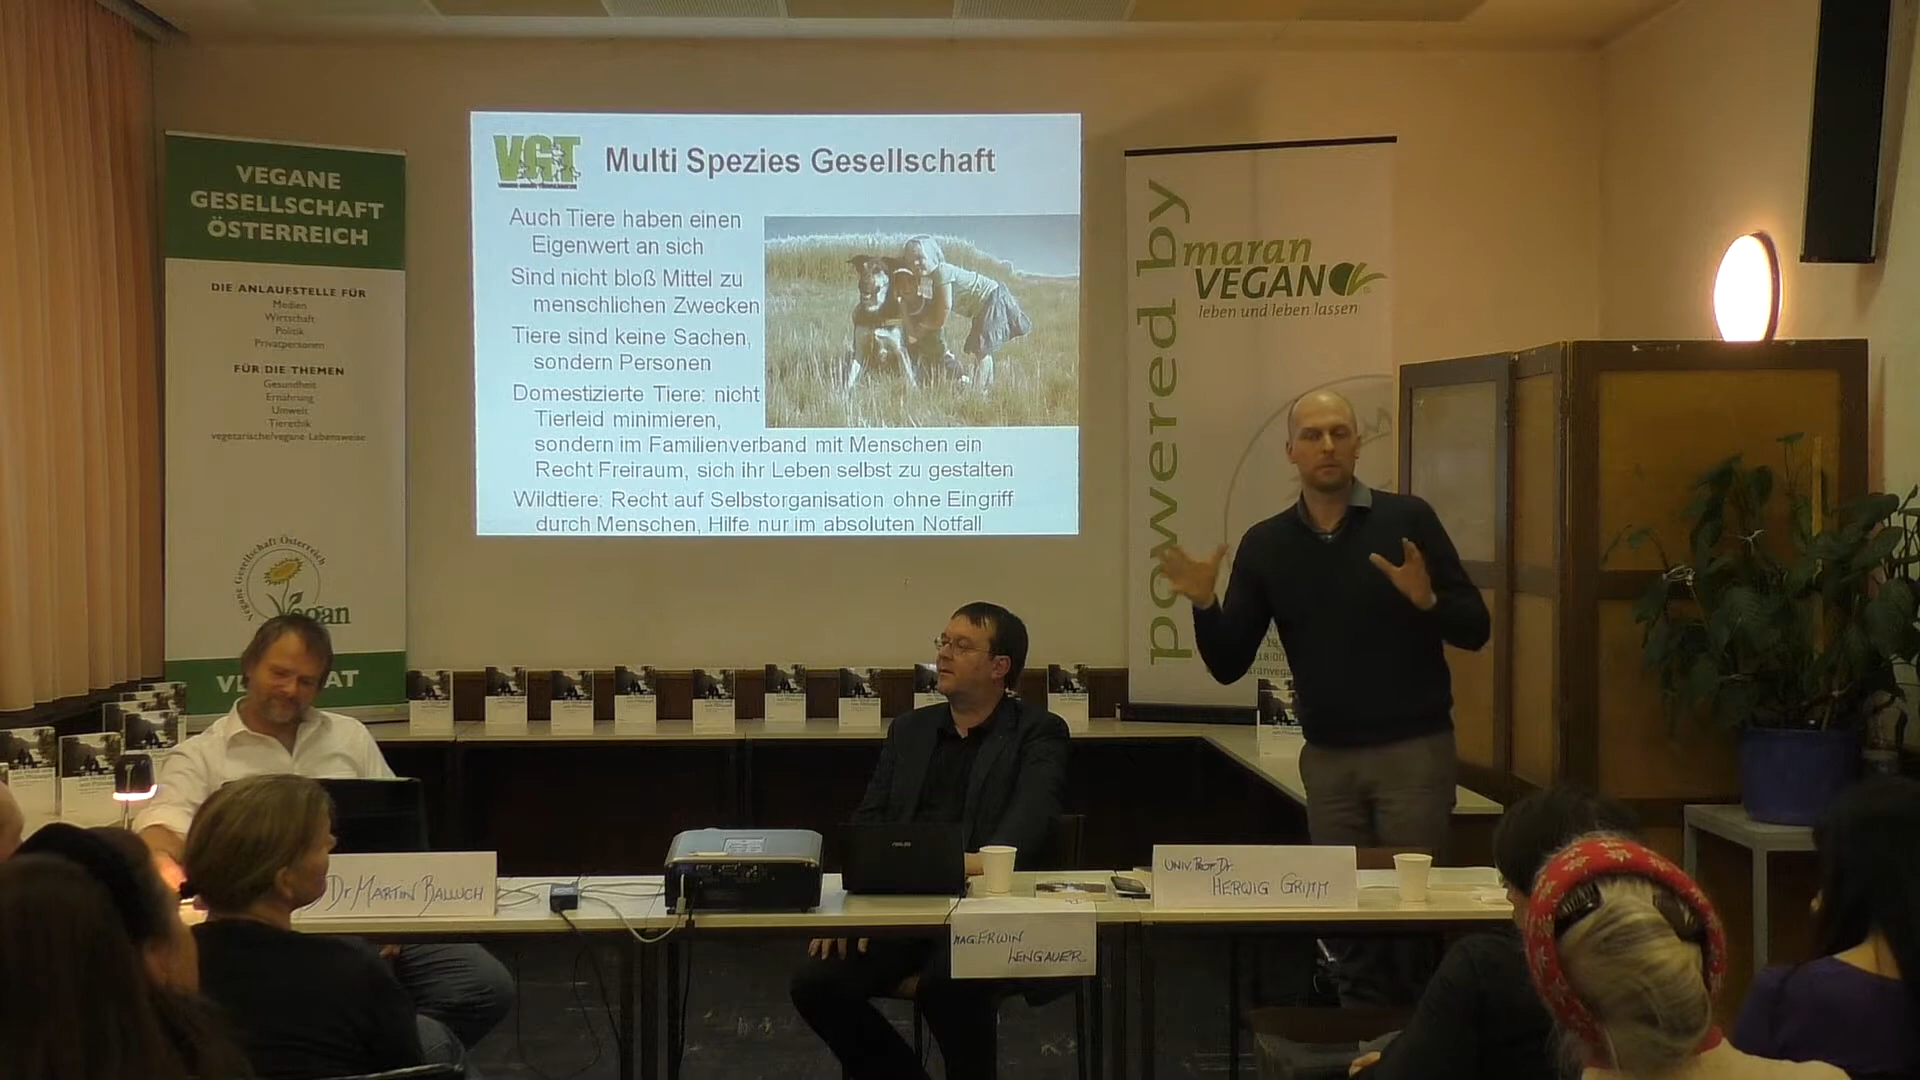 VEGANE
GESELLSCHAFT
ÖSTERREICH
DIE ANLAUFSTELLE FÜR
Medien
Wirtschaft
Politik
Privatpersonen
FÜR DIE THEMEN
Gesundheit
Ernährung
Umwelt
Tierethik
vegetarische/vegane Lebensweise
Vegane Gesellschaft Österreich
VGT
Multi Spezies Gesellschaft
Auch Tiere haben einen
Eigenwert an sich
Sind nicht bloß Mittel zu
menschlichen Zwecken
Tiere sind keine Sachen,
sondern Personen
Domestizierte Tiere: nicht
Tierleid minimieren,
sondern im Familienverband mit Menschen ein
Recht Freiraum, sich ihr Leben selbst zu gestalten
Wildtiere: Recht auf Selbstorganisation ohne Eingriff
durch Menschen, Hilfe nur im absoluten Notfall
powered by
maran
VEGAN
leben und leben lassen
Dr. MARTIN BALLUCH
asus
MAG. ERWIN
LENGAUER
UNIV. PROF. Dr.
HERWIG GRIMM